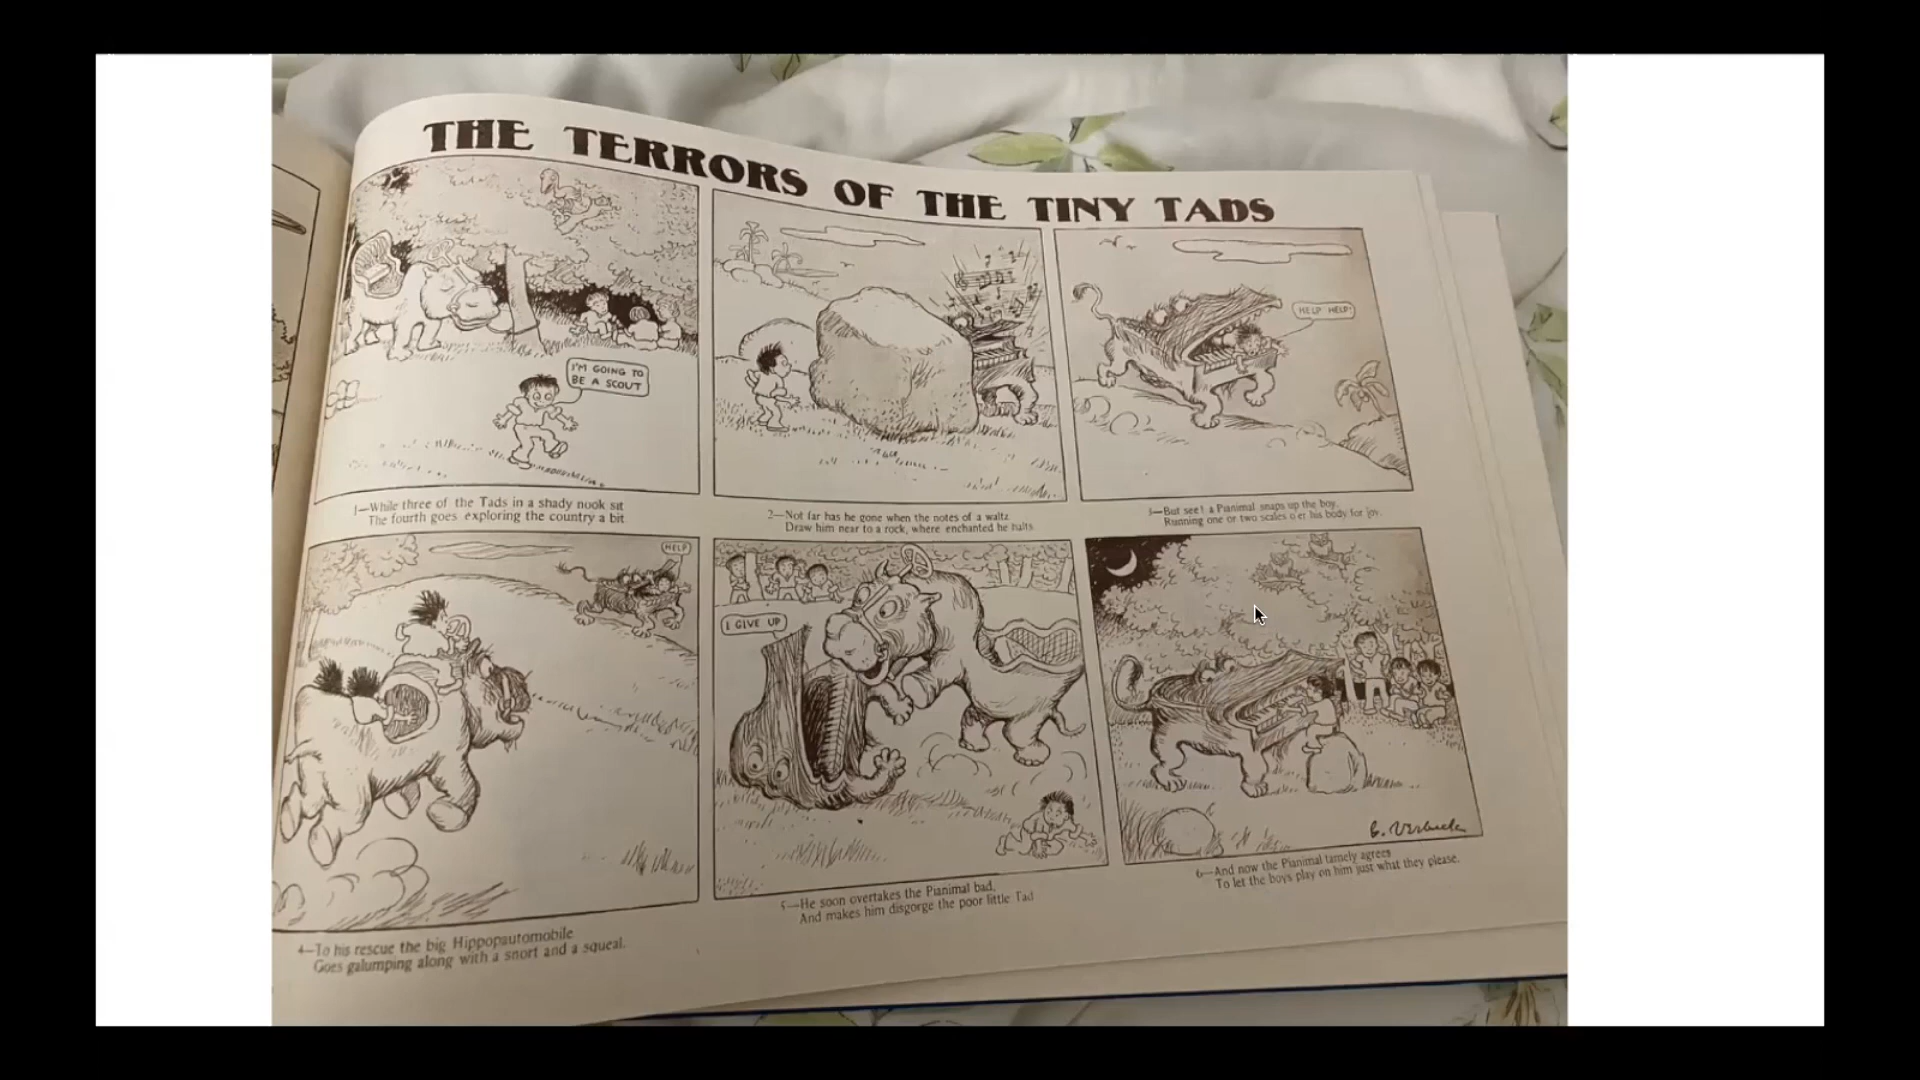 THE TERRORS OF THE TINY TADS
I'M GOING TO
BE A SCOUT
1—While three of the Tads in a shady nook sit
The fourth goes exploring the country a bit
2—Not far has he gone when the notes of a waltz
Draw him near to a rock, where enchanted he halts
HELP HELP!
3—But see! a Pianimal snaps up the boy,
Running one or two scales o'er his body for joy.
HELP
4—To his rescue the big Hippopautomobile
Goes galumping along with a snort and a squeal.
I GIVE UP
5—He soon overtakes the Pianimal bad,
And makes him disgorge the poor little Tad
G. Verbeek
6—And now the Pianimal tamely agrees
To let the boys play on him just what they please.